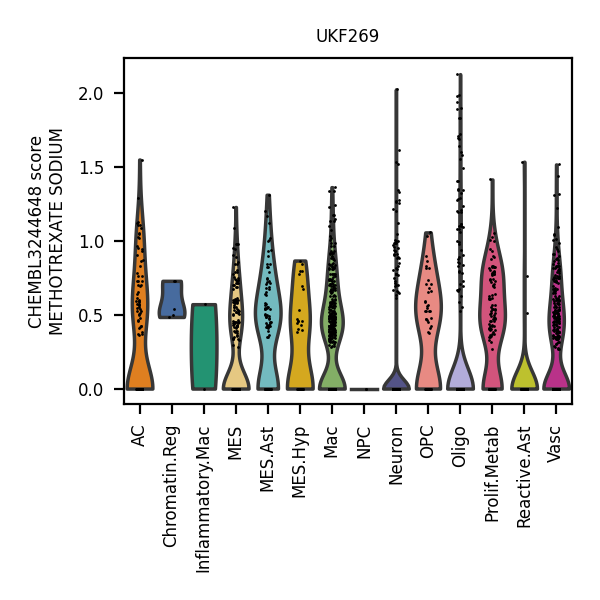 UKF269
CHEMBL3244648 score
METHOTREXATE SODIUM
2.0
1.5
1.0
0.5
0.0
AC
Chromatin.Reg
Inflammatory.Mac
MES
MES.Ast
MES.Hyp
Mac
NPC
Neuron
OPC
Oligo
Prolif.Metab
Reactive.Ast
Vasc